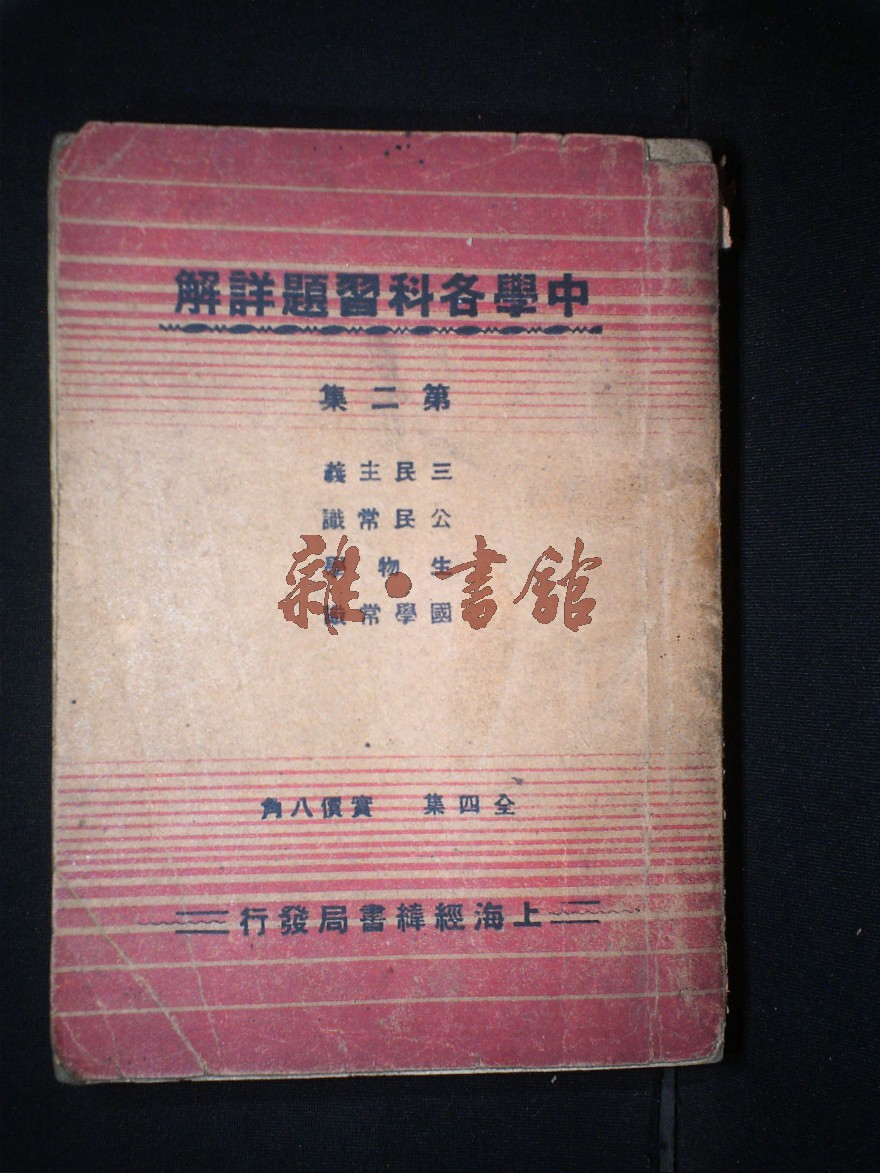 中學各科習題詳解
第二集
三民主義
公民常識
生物學
國學常識
雜·書館
全四集 實價八角
上海經緯書局發行